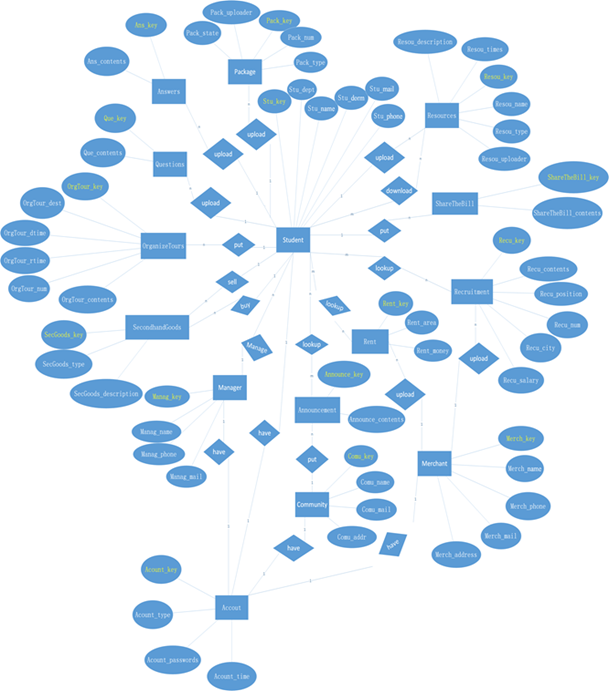 Pack_uploader
Pack_key
Ans_key
Pack_state
Pack_num
Resou_description
Resou_times
Ans_contents
Package
Pack_type
Resou_key
Answers
Stu_dept
Stu_mail
Stu_key
Stu_name
Stu_dorm
Resou_name
Que_key
Stu_phone
Resources
upload
Resou_type
Que_contents
Questions
upload
upload
Resou_uploader
OrgTour_key
upload
download
ShareTheBill_key
OrgTour_dest
ShareTheBill
ShareTheBill_contents
OrgTour_dtime
OrganiseTours
put
Student
put
Recu_key
OrgTour_rtime
lookup
Recu_contents
OrgTour_num
sell
Recruitment
Recu_position
OrgTour_contents
buy
lookup
Rent_key
SecGoods_key
SecondhandGoods
Rent_area
Recu_num
Manage
lookup
Rent
Rent_money
upload
Recu_city
SecGoods_type
Announce_key
Recu_salary
SecGoods_description
Manag_key
Manager
upload
Announcement
Announce_contents
Manag_name
have
have
Merch_key
Manag_phone
put
Comu_key
Merchant
Merch_name
Manag_mail
Comu_name
Community
Comu_mail
Merch_phone
Comu_addr
Merch_mail
have
have
Merch_address
Acount_key
Acout
Acount_type
Acount_passwords
Acount_time